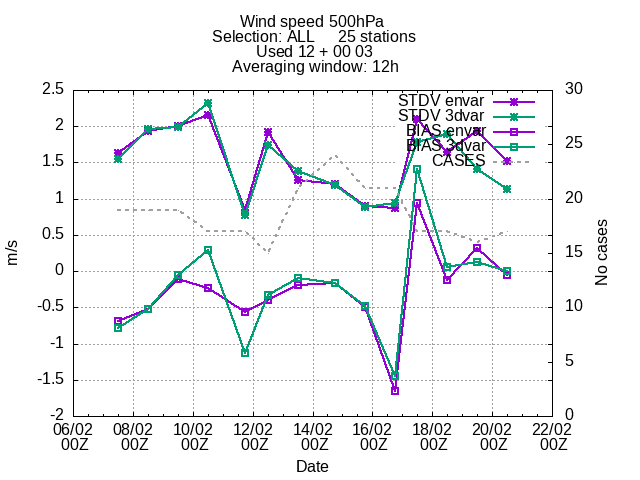 Wind speed 500hPa
Selection: ALL 25 stations
Used 12 + 00 03
Averaging window: 12h
2.5
2
1.5
1
0.5
0
-0.5
-1
-1.5
-2
m/s
30
25
20
15
10
5
0
No cases
STDV envar
STDV 3dvar
BIAS envar
BIAS 3dvar
CASES
06/02 08/02 10/02 12/02 14/02 16/02 18/02 20/02 22/02
00Z 00Z 00Z 00Z 00Z 00Z 00Z 00Z 00Z
Date